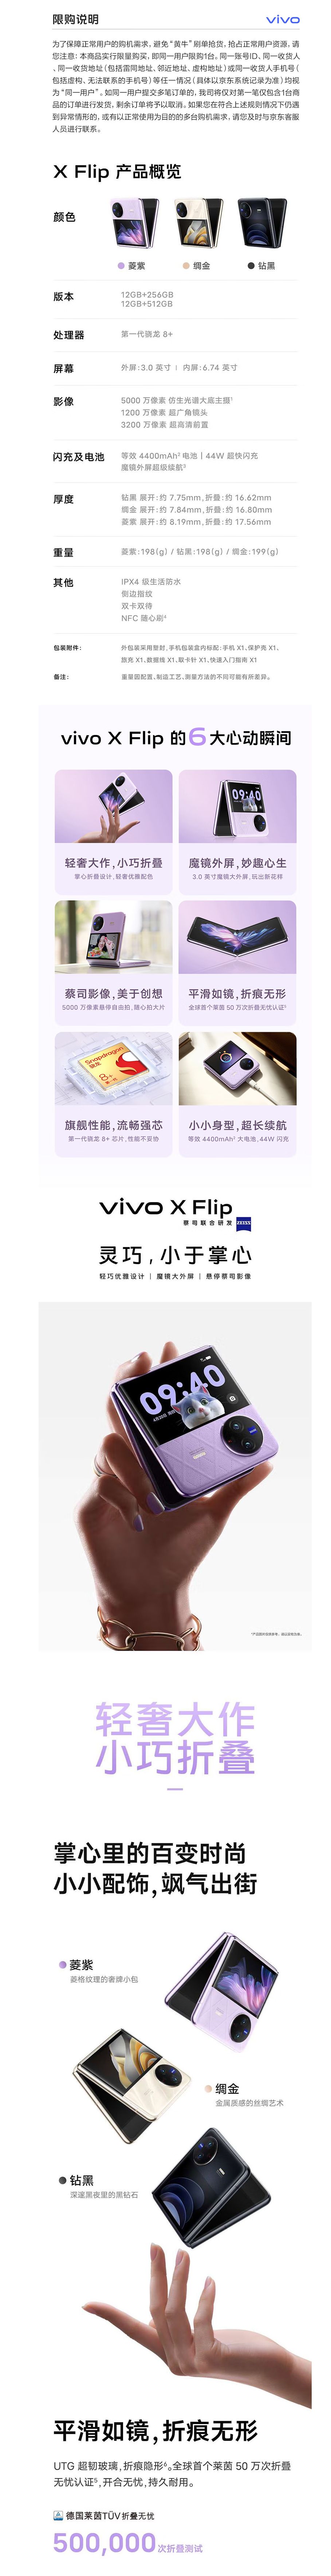 限购说明
vivo
为了保障正常用户的购机需求，避免“黄牛”刷单抢货，抢占正常用户资源，请
您注意：本商品实行限量购买，即同一用户限购1台。同一账号ID、同一收货人
、同一收货地址（包括雷同地址、邻近地址、虚构地址）或同一收货人手机号（
包括虚构、无法联系的手机号）等任一情况（具体以京东系统记录为准）均视
为“同一用户”。如同一用户提交多笔订单的，我司将仅对第一笔仅包含1台商
品的订单进行发货，剩余订单将予以取消。如果您在符合上述规则情下仍遇
到异常情形的，或有以正常使用为目的的多台购机需求，请您及时与京东客服
人员进行联系。
X Flip 产品概览
颜色
菱紫
绸金
钻黑
版本
12GB+256GB
12GB+512GB
处理器
第一代骁龙 8+
屏幕
外屏:3.0 英寸 | 内屏:6.74 英寸
影像
5000 万像素 仿生光谱大底主摄¹
1200 万像素 超广角镜头
3200 万像素 超高清前置
闪充及电池
等效 4400mAh² 电池 | 44W 超快闪充
魔镜外屏超级续航³
厚度
钻黑 展开：约 7.75mm，折叠：约 16.62mm
绸金 展开：约 7.84mm，折叠：约 16.80mm
菱紫 展开：约 8.19mm，折叠：约 17.56mm
重量
菱紫:198(g) / 钻黑:198(g) / 绸金:199(g)
其他
IPX4 级生活防水
侧边指纹
双卡双待
NFC 随心刷⁴
包装附件：
外包装采用塑封，手机包装盒内标配：手机 X1、保护壳 X1、
旅充 X1、数据线 X1、取卡针 X1、快速入门指南 X1
备注：
重量因配置、制造工艺、测量方法的不同可能有所差异。
vivo X Flip 的6大心动瞬间
轻奢大作，小巧折叠
掌心折叠设计，轻奢优雅配色
魔镜外屏，妙趣心生
3.0 英寸魔镜大外屏，玩出新花样
蔡司影像，美于创想
5000 万像素悬停自由拍，随心拍大片
平滑如镜，折痕无形
全球首个莱茵 50 万次折叠无忧认证⁵
Snapdragon
8+
旗舰性能，流畅强芯
第一代骁龙 8+ 芯片，性能不妥协
小小身型，超长续航
等效 4400mAh² 大电池，44W 闪充
vivo X Flip
蔡司联合研发
ZEISS
灵巧，小于掌心
轻巧优雅设计 | 魔镜大外屏 | 悬停蔡司影像
09:40
轻奢大作
小巧折叠
掌心里的百变时尚
小小配饰，飒气出街
菱紫
菱格纹理的奢牌小包
绸金
金属质感的丝绸艺术
钻黑
深邃黑夜里的黑钻石
平滑如镜，折痕无形
UTG 超韧玻璃，折痕隐形⁶。全球首个莱茵 50 万次折叠
无忧认证⁵，开合无忧，持久耐用。
德国莱茵TÜV折叠无忧
500,000次折叠测试